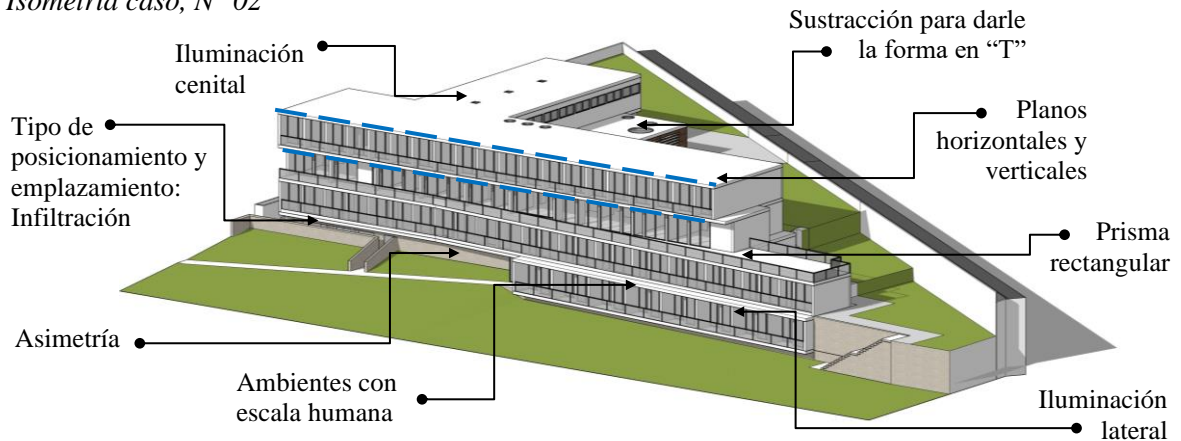 Isometría caso, N° 02
Sustracción para darle
la forma en “T”
Iluminación
cenital
Tipo de
posicionamiento y
emplazamiento:
Infiltración
Planos
horizontales y
verticales
Prisma
rectangular
Asimetría
Ambientes con
escala humana
Iluminación
lateral